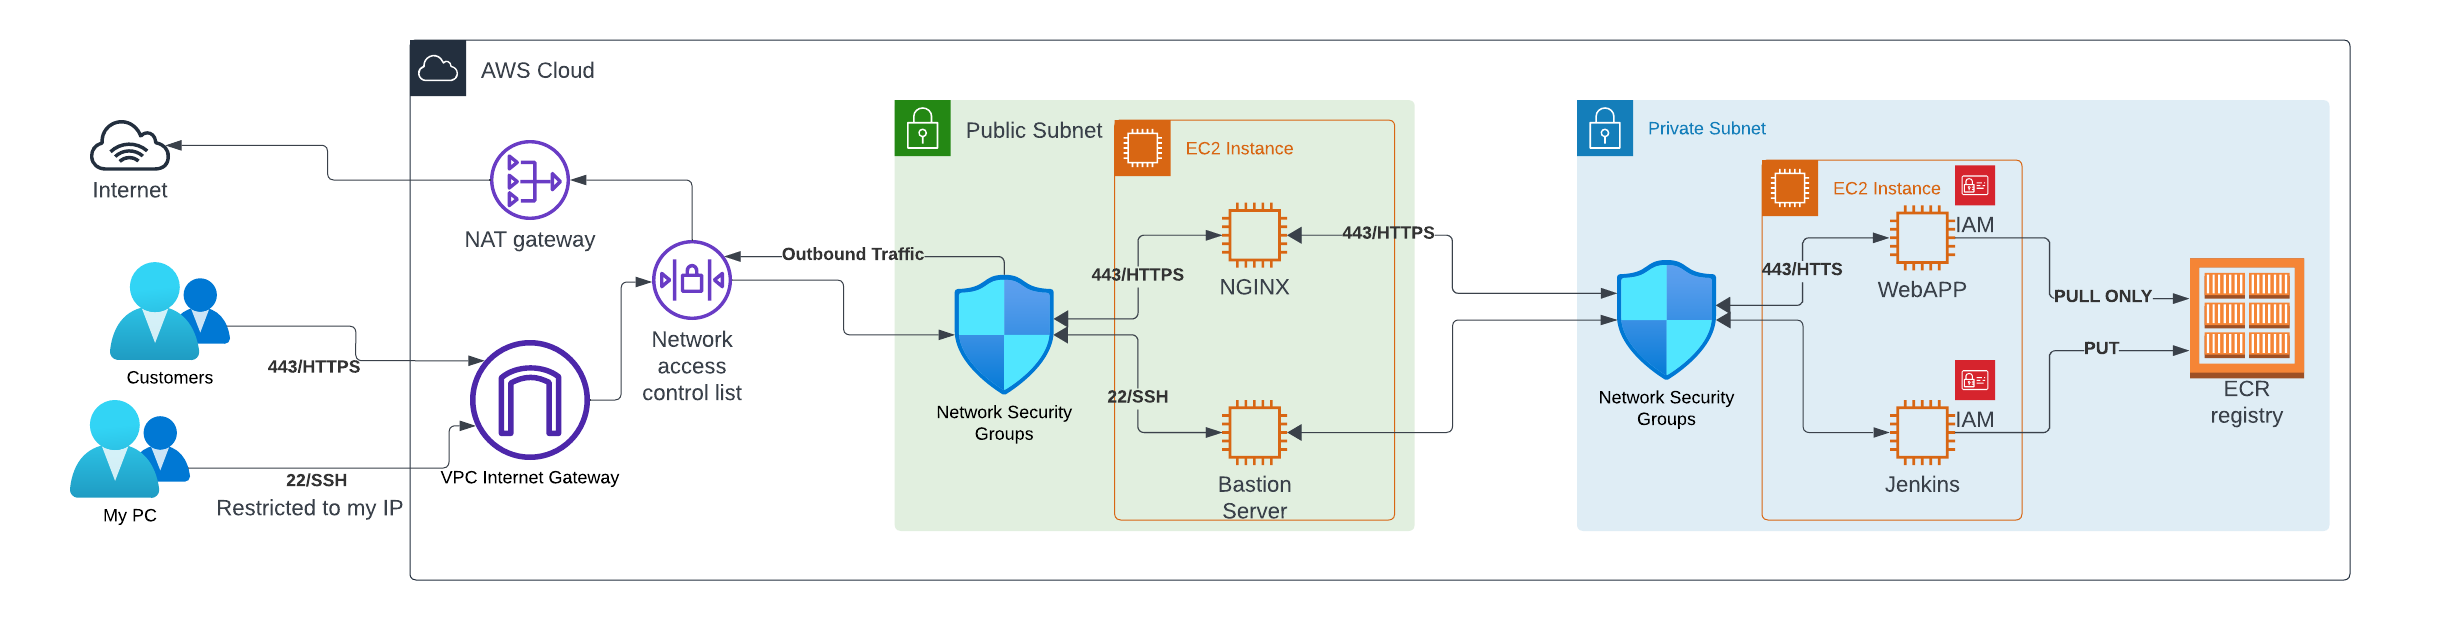 AWS Cloud
Internet
NAT gateway
Customers
443/HTTPS
My PC
22/SSH
Restricted to my IP
VPC Internet Gateway
Network
access
control list
Outbound Traffic
Public Subnet
EC2 Instance
Network Security
Groups
443/HTTPS
22/SSH
NGINX
Bastion
Server
443/HTTPS
Private Subnet
EC2 Instance
Network Security
Groups
443/HTTS
IAM
WebAPP
IAM
Jenkins
PULL ONLY
PUT
ECR
registry